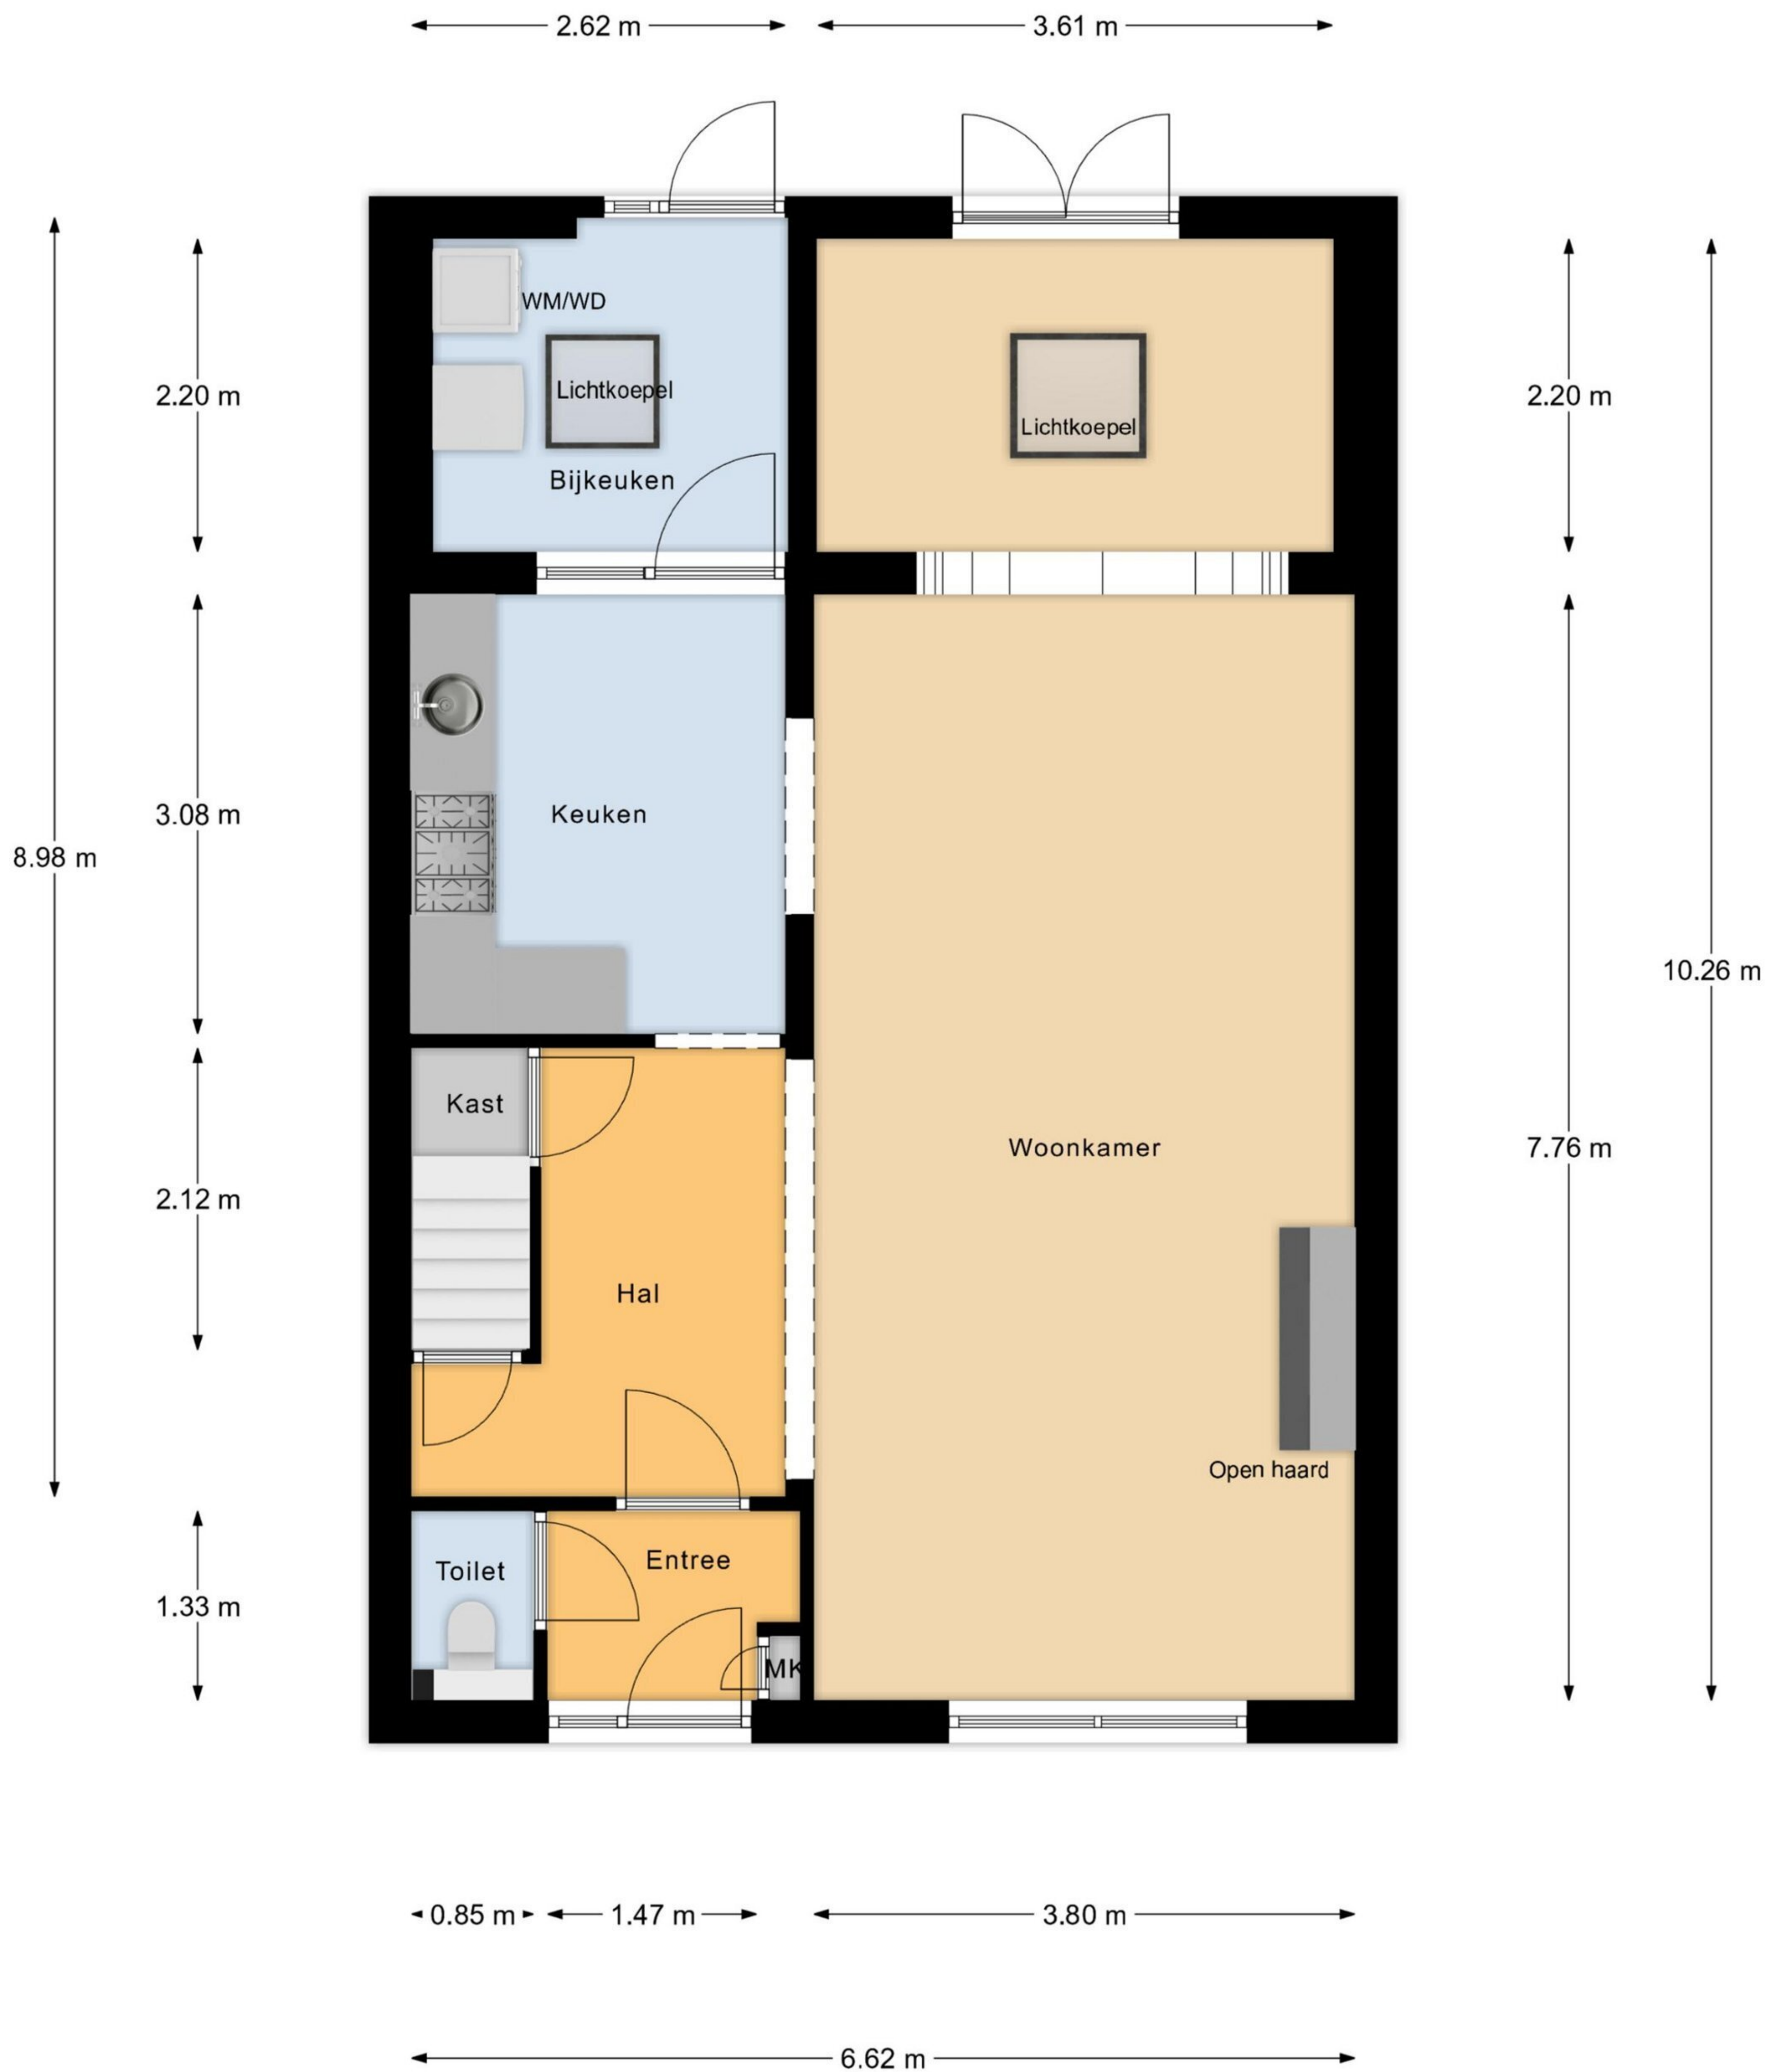 2.62 m
3.61 m
WM/WD
Lichtkoepel
2.20 m
2.20 m
Lichtkoepel
Bijkeuken
3.08 m
Keuken
8.98 m
10.26 m
Kast
Woonkamer
7.76 m
2.12 m
Hal
Open haard
Entree
Toilet
1.33 m
MK
0.85 m
1.47 m
3.80 m
6.62 m